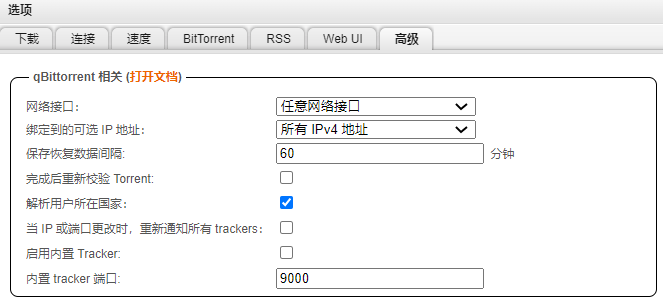 选项
下载 连接 速度 BitTorrent RSS Web UI 高级
qBittorrent 相关 (打开文档)
网络接口： 任意网络接口
绑定到的可选 IP 地址： 所有 IPv4 地址
保存恢复数据间隔: 60 分钟
完成后重新校验 Torrent:
解析用户所在国家：
当 IP 或端口更改时，重新通知所有 trackers：
启用内置 Tracker:
内置 tracker 端口: 9000